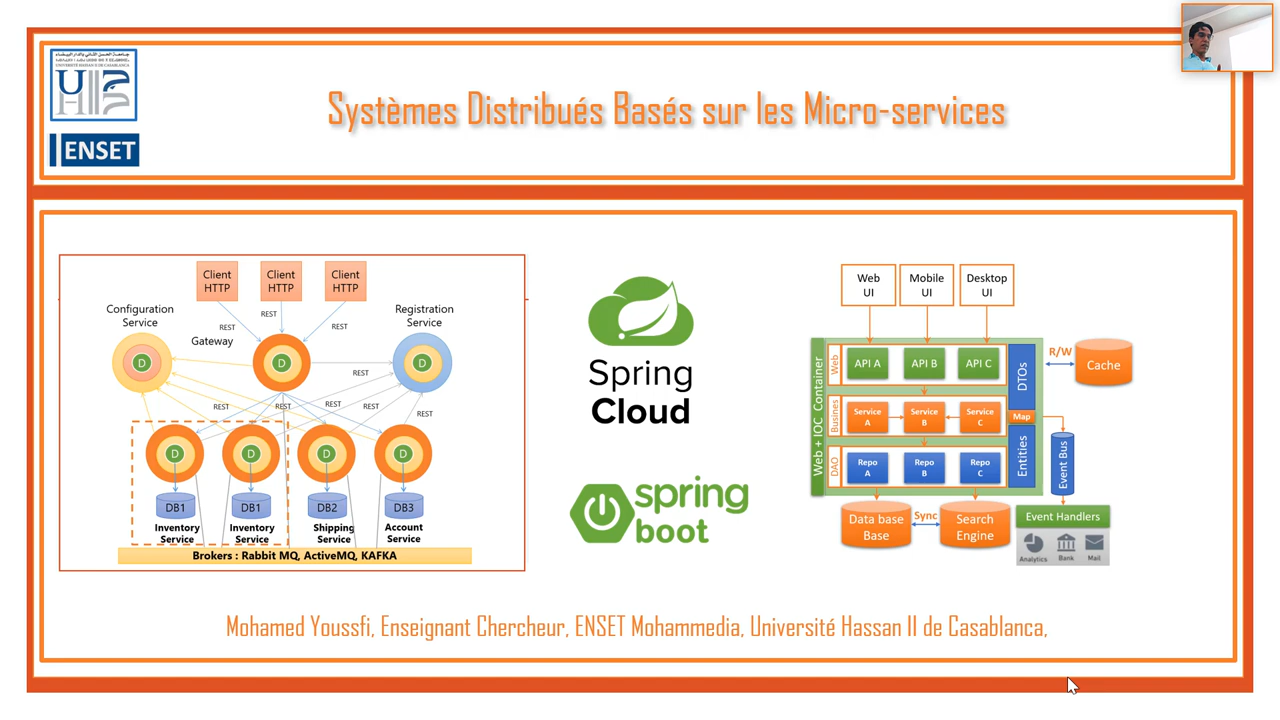 UNIVERSITÉ HASSAN II DE CASABLANCA
ENSET
Systèmes Distribués Basés sur les Micro-services
Client
HTTP
Client
HTTP
Client
HTTP
Configuration
Service
Registration
Service
REST
REST
REST
Gateway
D
D
D
REST
REST
REST
REST
REST
REST
D
D
D
D
DB1
DB1
DB2
DB3
Inventory
Service
Inventory
Service
Shipping
Service
Account
Service
Brokers : Rabbit MQ, ActiveMQ, KAFKA
Spring
Cloud
spring
boot
Web
UI
Mobile
UI
Desktop
UI
Web + IOC Container
Web
API A
API B
API C
DTOs
R/W
Cache
Busines
Service
A
Service
B
Service
C
Map
DAO
Repo
A
Repo
B
Repo
C
Entities
Event Bus
Data base
Base
Sync
Search
Engine
Event Handlers
Analytics
Bank
Mail
Mohamed Youssfi, Enseignant Chercheur, ENSET Mohammedia, Université Hassan II de Casablanca,